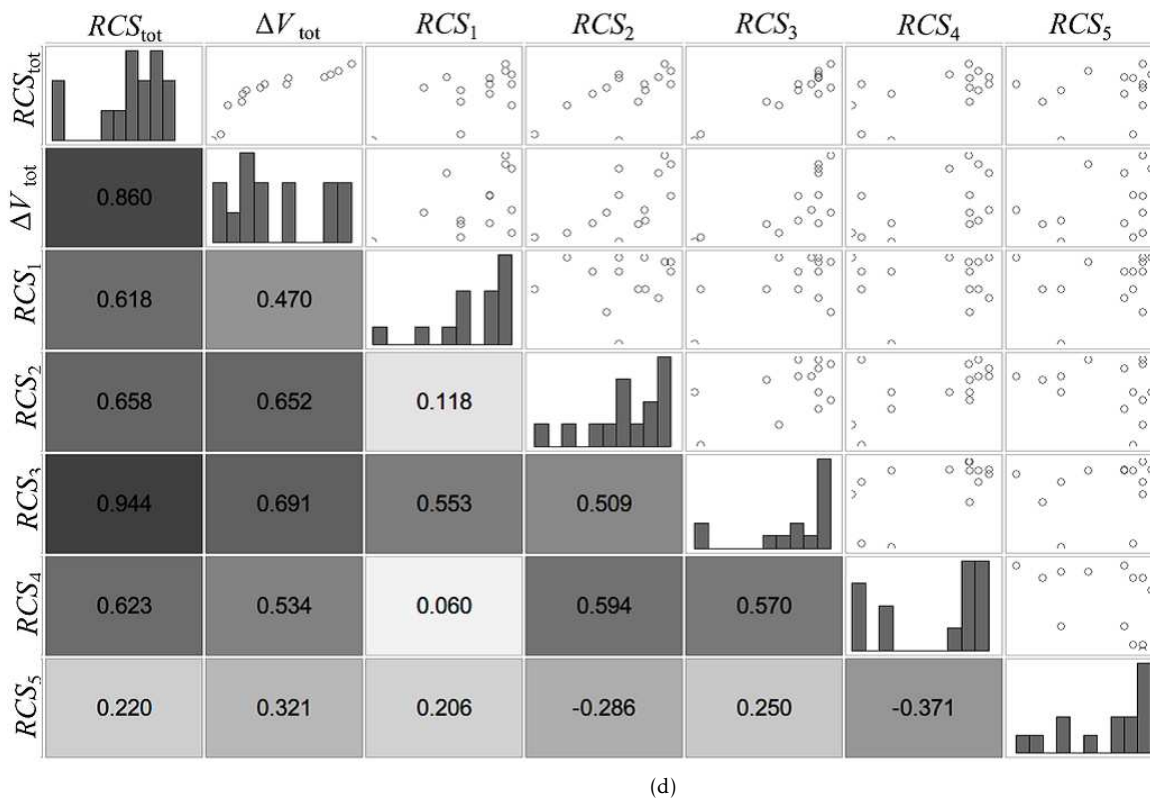 RCS_tot ΔV_tot RCS_1 RCS_2 RCS_3 RCS_4 RCS_5
RCS_tot
ΔV_tot 0.860
RCS_1 0.618 0.470
RCS_2 0.658 0.652 0.118
RCS_3 0.944 0.691 0.553 0.509
RCS_4 0.623 0.534 0.060 0.594 0.570
RCS_5 0.220 0.321 0.206 -0.286 0.250 -0.371
(d)